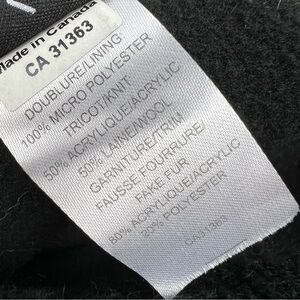 Made in Canada
CA 31363
DOUBLURE/LINING:
100% MICRO POLYESTER
TRICOT/KNIT:
50% ACRYLIQUE/ACRYLIC
50% LAINE/WOOL
GARNITURE/TRIM
FAUSSE FOURRURE/
FAKE FUR
80% ACRYLIQUE/ACRYLIC
20% POLYESTER
CA31363